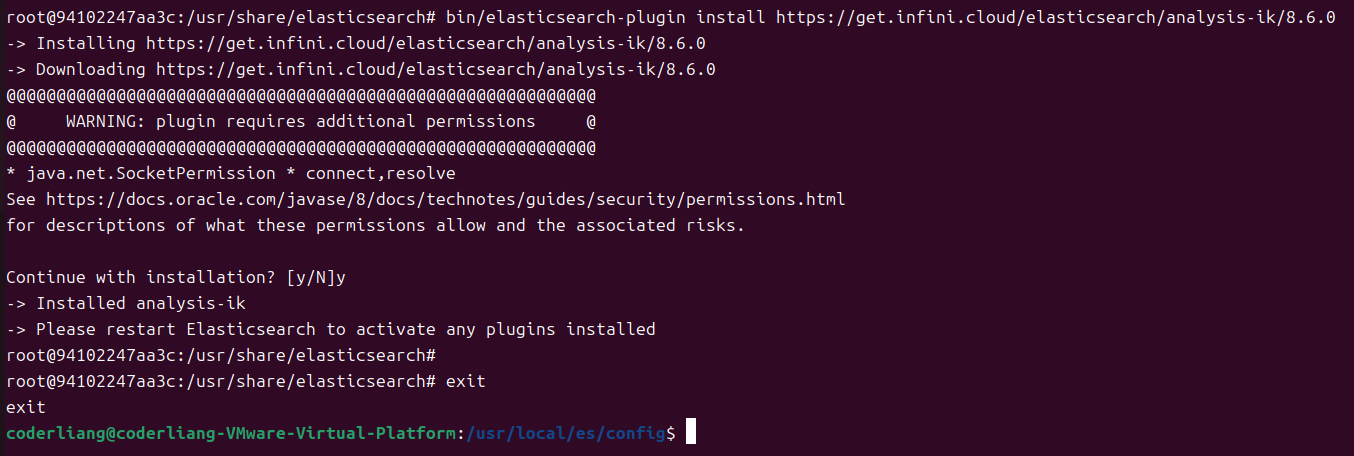 root@94102247aa3c:/usr/share/elasticsearch# bin/elasticsearch-plugin install https://get.infini.cloud/elasticsearch/analysis-ik/8.6.0
-> Installing https://get.infini.cloud/elasticsearch/analysis-ik/8.6.0
-> Downloading https://get.infini.cloud/elasticsearch/analysis-ik/8.6.0
@@@@@@@@@@@@@@@@@@@@@@@@@@@@@@@@@@@@@@@@@@@@@@@@@@@@@@@@@@@
@     WARNING: plugin requires additional permissions     @
@@@@@@@@@@@@@@@@@@@@@@@@@@@@@@@@@@@@@@@@@@@@@@@@@@@@@@@@@@@
* java.net.SocketPermission * connect,resolve
See https://docs.oracle.com/javase/8/docs/technotes/guides/security/permissions.html
for descriptions of what these permissions allow and the associated risks.
Continue with installation? [y/N]y
-> Installed analysis-ik
-> Please restart Elasticsearch to activate any plugins installed
root@94102247aa3c:/usr/share/elasticsearch#
root@94102247aa3c:/usr/share/elasticsearch# exit
exit
coderliang@coderliang-VMware-Virtual-Platform:/usr/local/es/config$